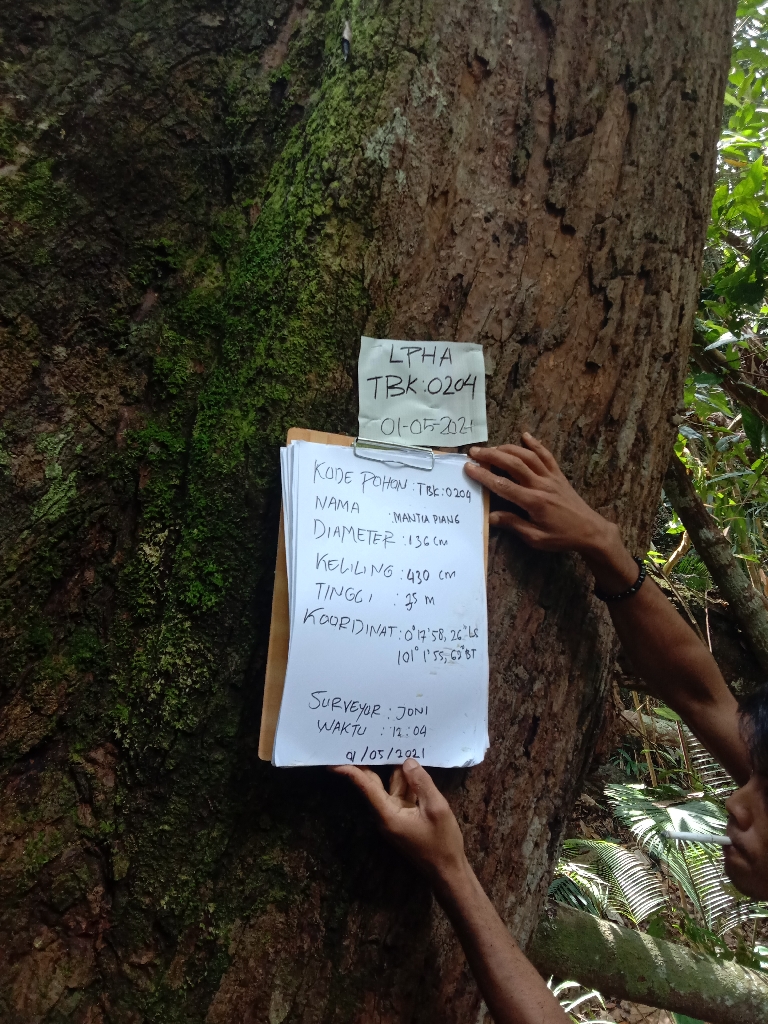 LPHA
TBK:0204
01-05-2021
KODE POHON : TBK:0204
NAMA : MANTIA PIANG
DIAMETER : 136 cm
KELILING : 430 cm
TINGGI : 35 m
KOORDINAT : 0° 17' 58, 26" LS
101° 1' 55, 65" BT
SURVEYOR : JONI
WAKTU : 12:04
01/05/2021